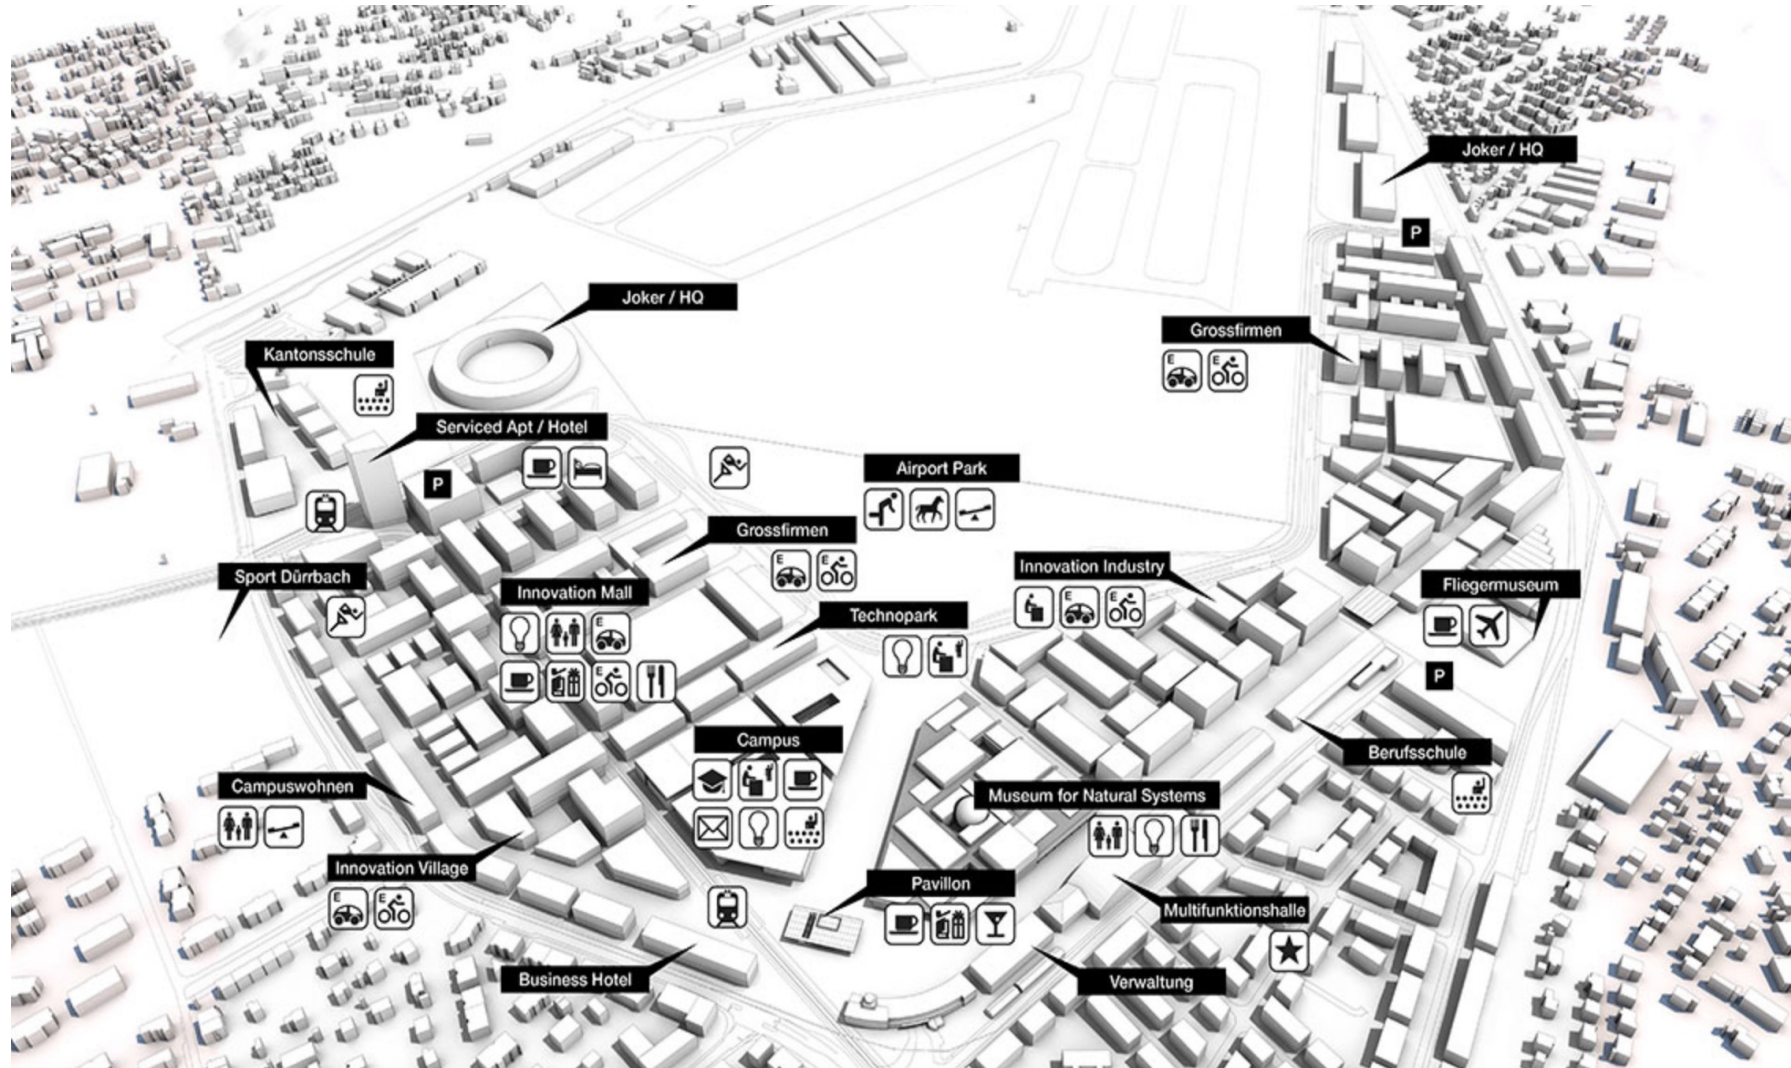 Joker / HQ
P
Joker / HQ
Grossfirmen
E
E
Kantonsschule
Serviced Apt / Hotel
P
Airport Park
Grossfirmen
E
E
Innovation Industry
E
E
Sport Dürrbach
Innovation Mall
E
E
Technopark
Fliegermuseum
P
Campus
Berufsschule
Campuswohnen
Museum for Natural Systems
Innovation Village
E
E
Pavillon
Multifunktionshalle
Business Hotel
Verwaltung